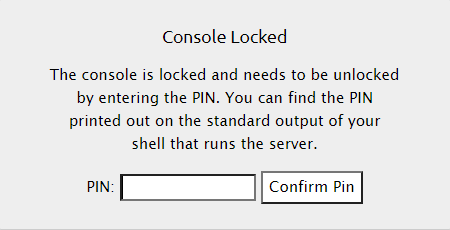 Console Locked
The console is locked and needs to be unlocked
by entering the PIN. You can find the PIN
printed out on the standard output of your
shell that runs the server.
PIN: Confirm Pin